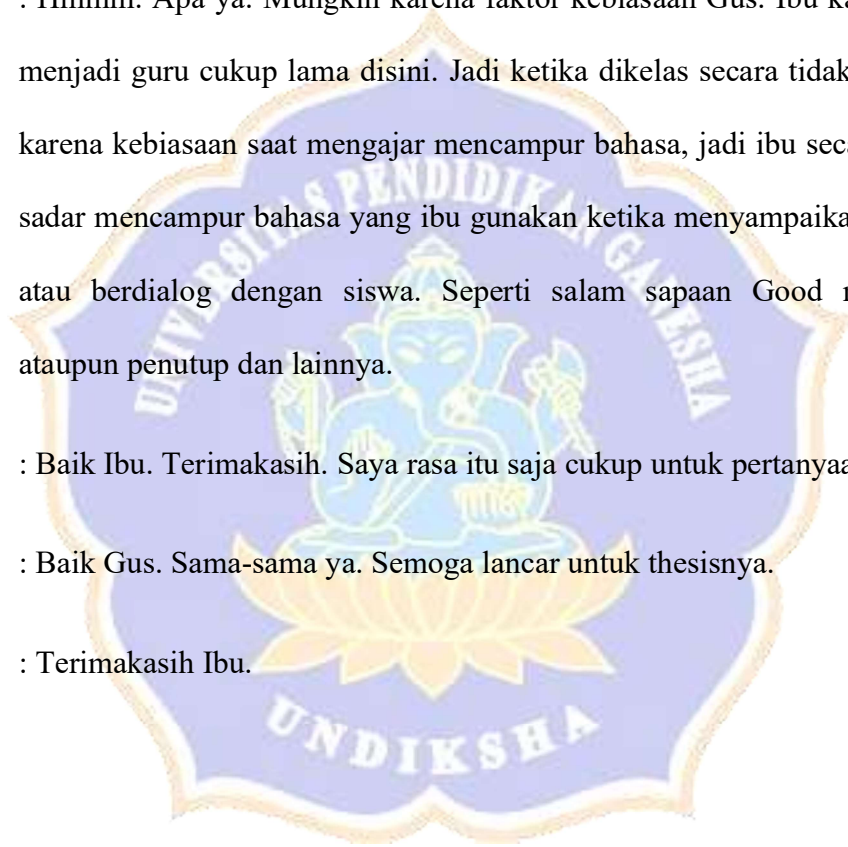 : Hmmm. Apa ya. Mungkin karena faktor kebiasaan Gus. Ibu ka
menjadi guru cukup lama disini. Jadi ketika dikelas secara tidak
karena kebiasaan saat mengajar mencampur bahasa, jadi ibu seca
sadar mencampur bahasa yang ibu gunakan ketika menyampaika
atau berdialog dengan siswa. Seperti salam sapaan Good
ataupun penutup dan lainnya.
: Baik Ibu. Terimakasih. Saya rasa itu saja cukup untuk pertanyaa
: Baik Gus. Sama-sama ya. Semoga lancar untuk thesisnya.
: Terimakasih Ibu.
UNIVERSITAS PENDIDIKAN GANESHA
UNDIKSHA